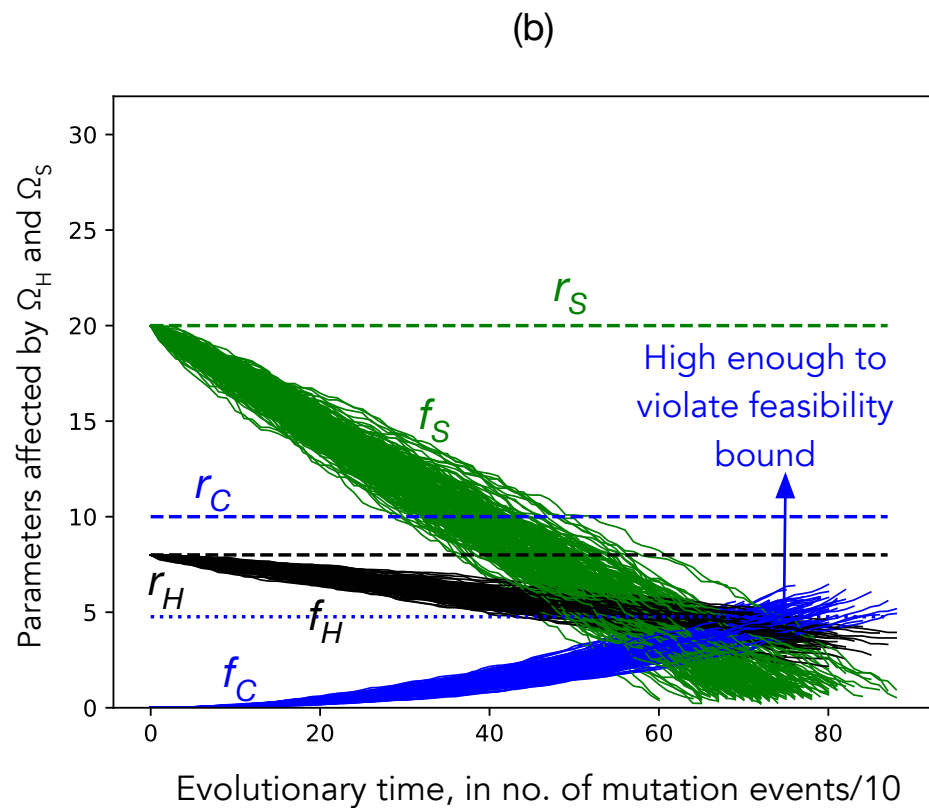 (b)
Parameters affected by Ω_H and Ω_S
30
25
20
15
10
5
0
r_S
High enough to
violate feasibility
bound
f_S
r_C
r_H
f_H
f_C
0
20
40
60
80
Evolutionary time, in no. of mutation events/10